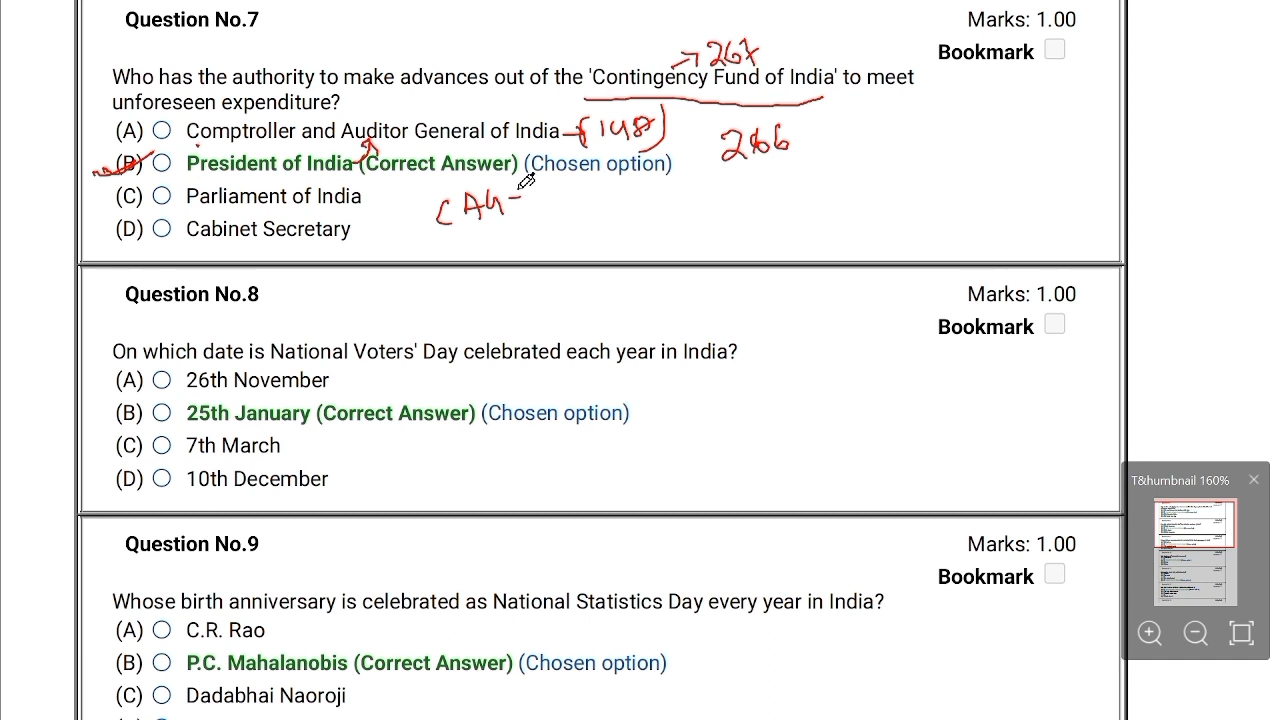 Question No.7 Marks: 1.00
Bookmark
→ 267
Who has the authority to make advances out of the 'Contingency Fund of India' to meet
unforeseen expenditure?
(A) Comptroller and Auditor General of India (148)
266
(B) President of India (Correct Answer) (Chosen option)
(C) Parliament of India
CAG-
(D) Cabinet Secretary
Question No.8 Marks: 1.00
Bookmark
On which date is National Voters' Day celebrated each year in India?
(A) 26th November
(B) 25th January (Correct Answer) (Chosen option)
(C) 7th March
(D) 10th December
Question No.9 Marks: 1.00
Bookmark
Whose birth anniversary is celebrated as National Statistics Day every year in India?
(A) C.R. Rao
(B) P.C. Mahalanobis (Correct Answer) (Chosen option)
(C) Dadabhai Naoroji
T&humbnail 160%